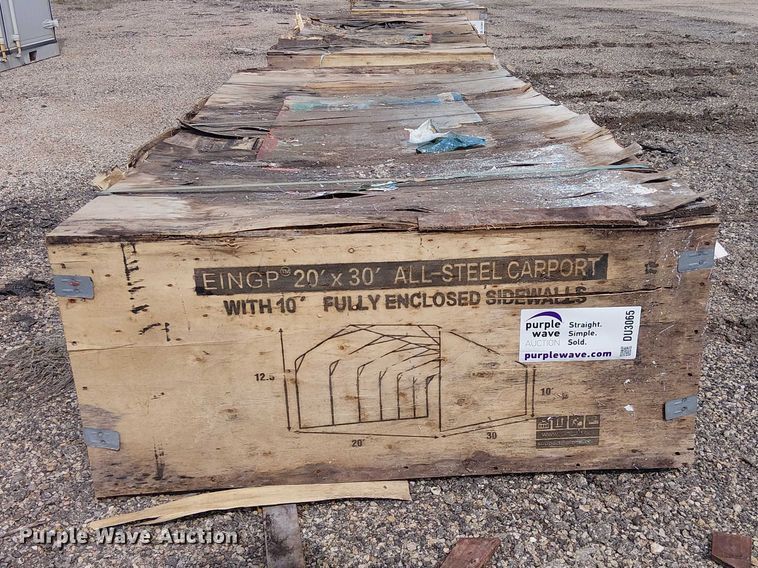 EINGP™ 20' x 30' ALL-STEEL CARPORT
WITH 10' FULLY ENCLOSED SIDEWALLS
purple wave AUCTION
Straight. Simple. Sold.
DU3065
purplewave.com
12.5
10'
20'
30
Purple Wave Auction